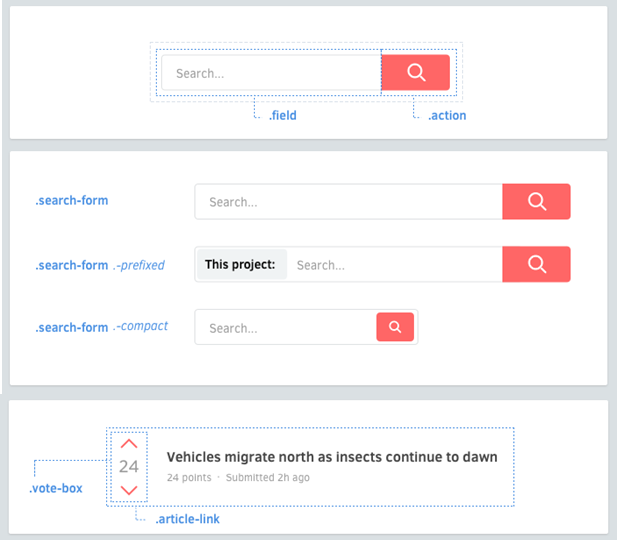 Search...
.field
.action
.search-form
Search...
.search-form .-prefixed
This project:
Search...
.search-form .-compact
Search...
24
Vehicles migrate north as insects continue to dawn
24 points · Submitted 2h ago
.vote-box
.article-link